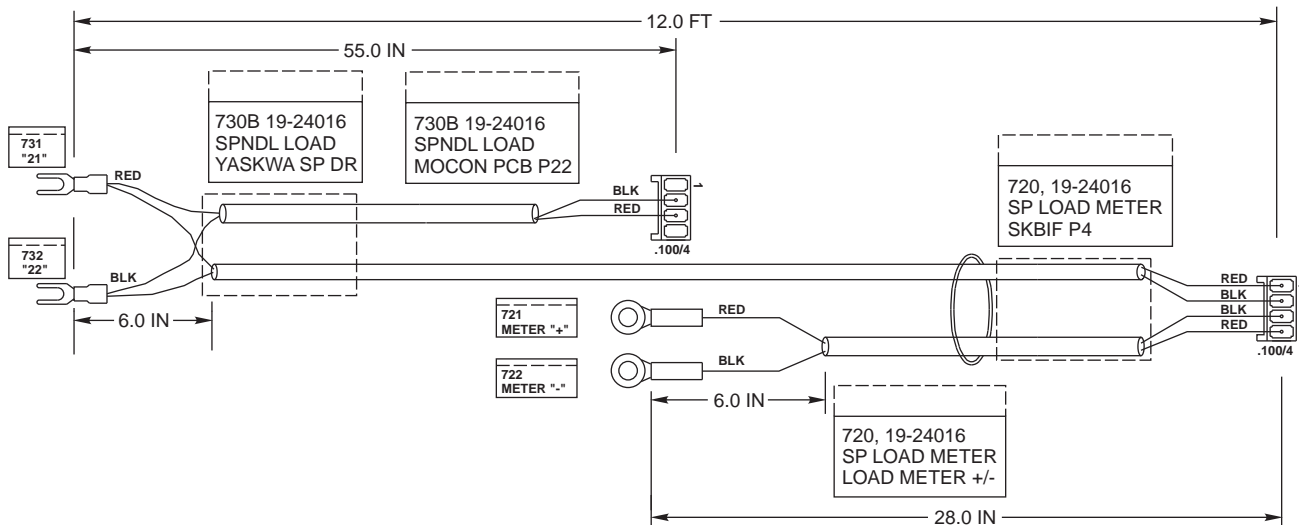 12.0 FT
55.0 IN
730B 19-24016
SPNDL LOAD
YASKWA SP DR
730B 19-24016
SPNDL LOAD
MOCON PCB P22
731
"21"
RED
BLK
RED
1
.100/4
720, 19-24016
SP LOAD METER
SKBIF P4
732
"22"
BLK
6.0 IN
RED
BLK
BLK
RED
.100/4
721
METER "+"
RED
722
METER "-"
BLK
6.0 IN
720, 19-24016
SP LOAD METER
LOAD METER +/-
28.0 IN